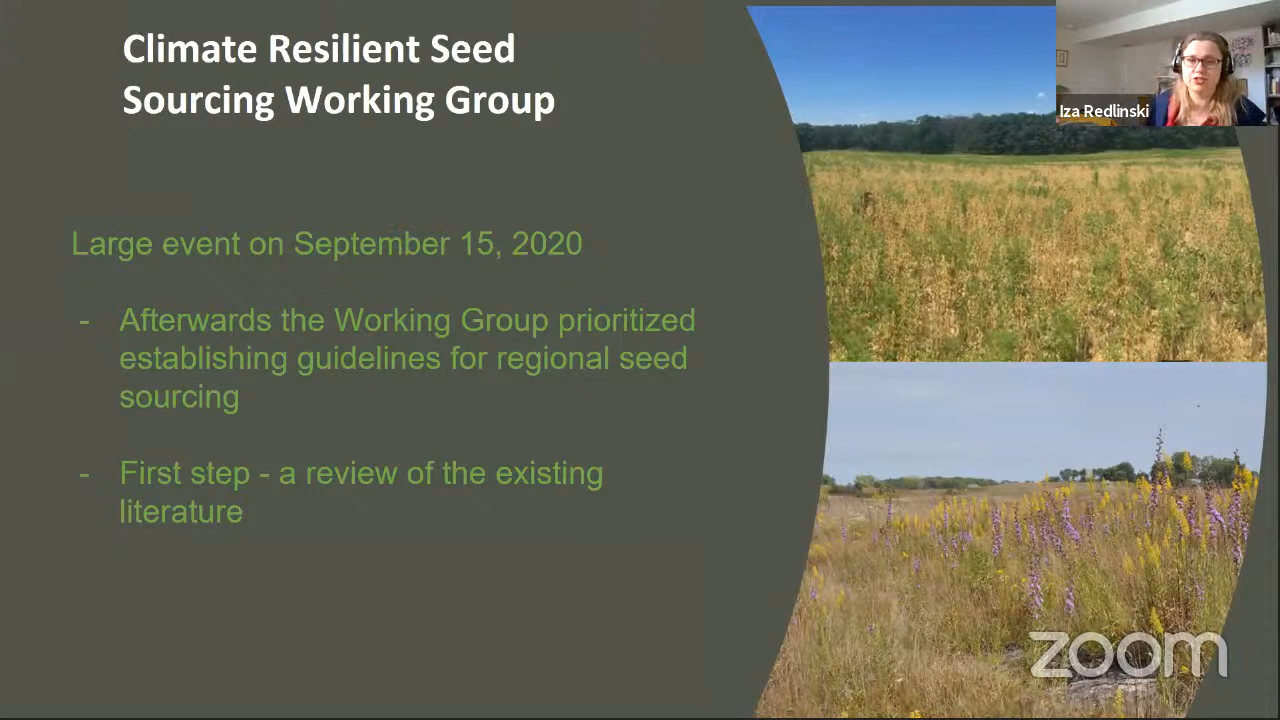 Climate Resilient Seed
Sourcing Working Group
Iza Redlinski
Large event on September 15, 2020
- Afterwards the Working Group prioritized
establishing guidelines for regional seed
sourcing
- First step - a review of the existing
literature
zoom